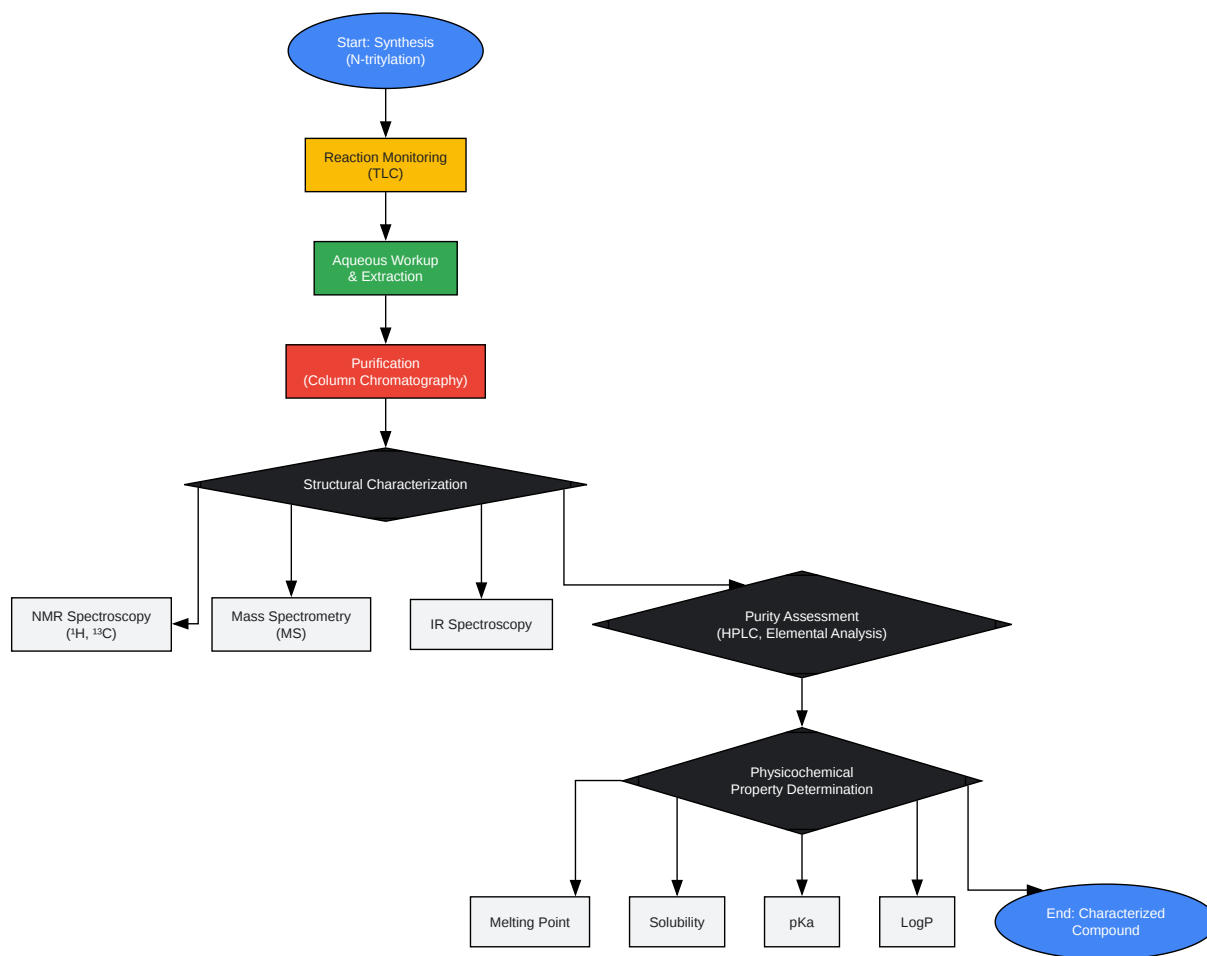 Start: Synthesis
(N-tritylation)
Reaction Monitoring
(TLC)
Aqueous Workup
& Extraction
Purification
(Column Chromatography)
Structural Characterization
NMR Spectroscopy
(¹H, ¹³C)
Mass Spectrometry
(MS)
IR Spectroscopy
Purity Assessment
(HPLC, Elemental Analysis)
Physicochemical
Property Determination
Melting Point
Solubility
pKa
LogP
End: Characterized
Compound